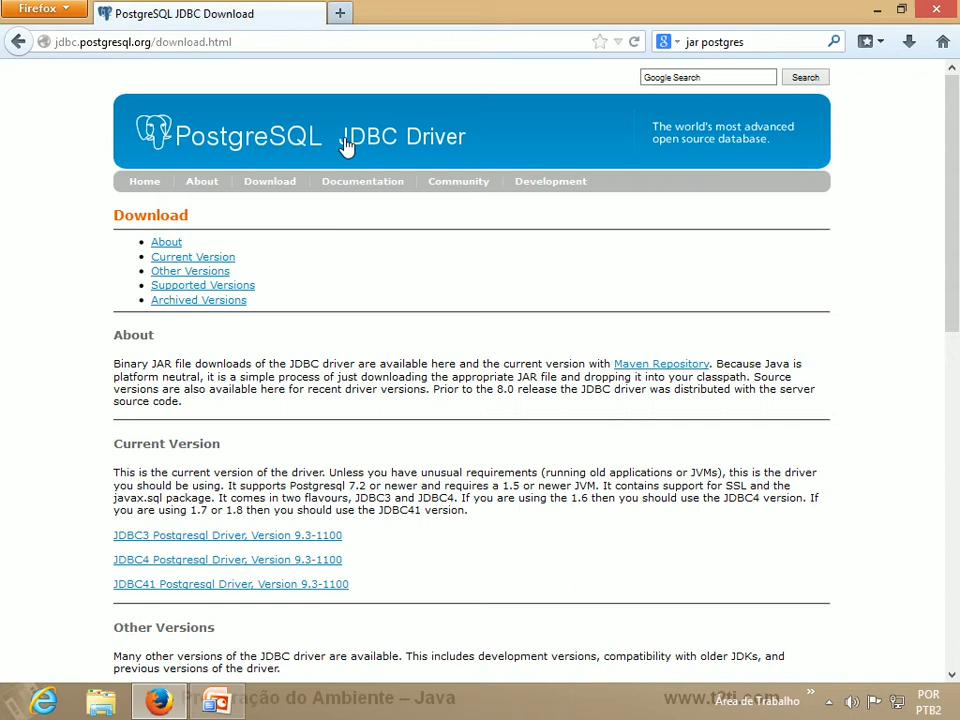 Firefox
PostgreSQL JDBC Download
jdbc.postgresql.org/download.html
jar postgres
Google Search
Search
PostgreSQL JDBC Driver
The world's most advanced
open source database.
Home
About
Download
Documentation
Community
Development
Download
About
Current Version
Other Versions
Supported Versions
Archived Versions
About
Binary JAR file downloads of the JDBC driver are available here and the current version with Maven Repository. Because Java is
platform neutral, it is a simple process of just downloading the appropriate JAR file and dropping it into your classpath. Source
versions are also available here for recent driver versions. Prior to the 8.0 release the JDBC driver was distributed with the server
source code.
Current Version
This is the current version of the driver. Unless you have unusual requirements (running old applications or JVMs), this is the driver
you should be using. It supports Postgresql 7.2 or newer and requires a 1.5 or newer JVM. It contains support for SSL and the
javax.sql package. It comes in two flavours, JDBC3 and JDBC4. If you are using the 1.6 then you should use the JDBC4 version. If
you are using 1.7 or 1.8 then you should use the JDBC41 version.
JDBC3 Postgresql Driver, Version 9.3-1100
JDBC4 Postgresql Driver, Version 9.3-1100
JDBC41 Postgresql Driver, Version 9.3-1100
Other Versions
Many other versions of the JDBC driver are available. This includes development versions, compatibility with older JDKs, and
previous versions of the driver.
do Ambiente – Java
Área de Trabalho
POR
PTB2